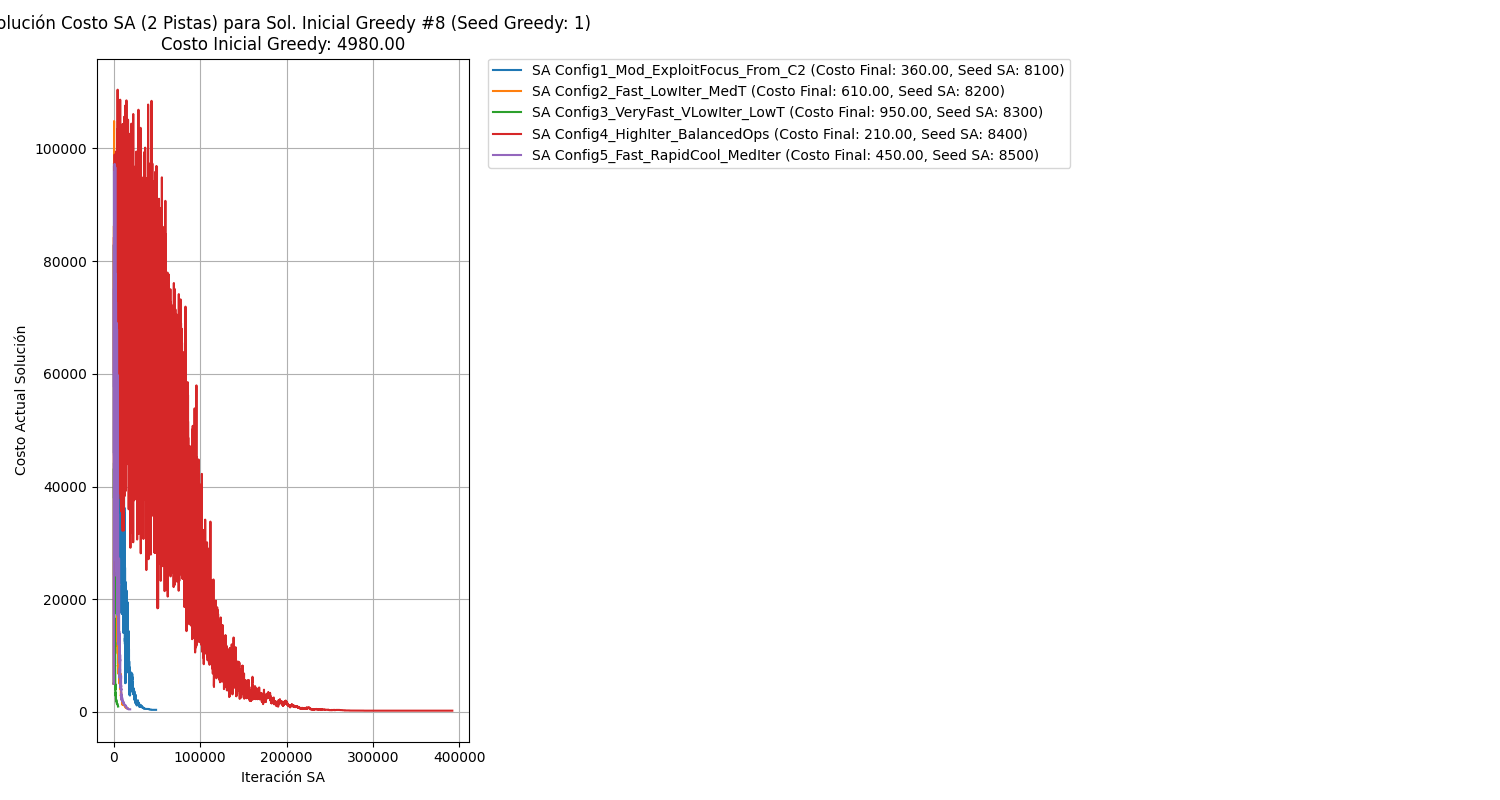 olución Costo SA (2 Pistas) para Sol. Inicial Greedy #8 (Seed Greedy: 1)
Costo Inicial Greedy: 4980.00
SA Config1_Mod_ExploitFocus_From_C2 (Costo Final: 360.00, Seed SA: 8100)
SA Config2_Fast_LowIter_MedT (Costo Final: 610.00, Seed SA: 8200)
SA Config3_VeryFast_VLowIter_LowT (Costo Final: 950.00, Seed SA: 8300)
SA Config4_HighIter_BalancedOps (Costo Final: 210.00, Seed SA: 8400)
SA Config5_Fast_RapidCool_MedIter (Costo Final: 450.00, Seed SA: 8500)
Costo Actual Solución
100000
80000
60000
40000
20000
0
0 100000 200000 300000 400000
Iteración SA